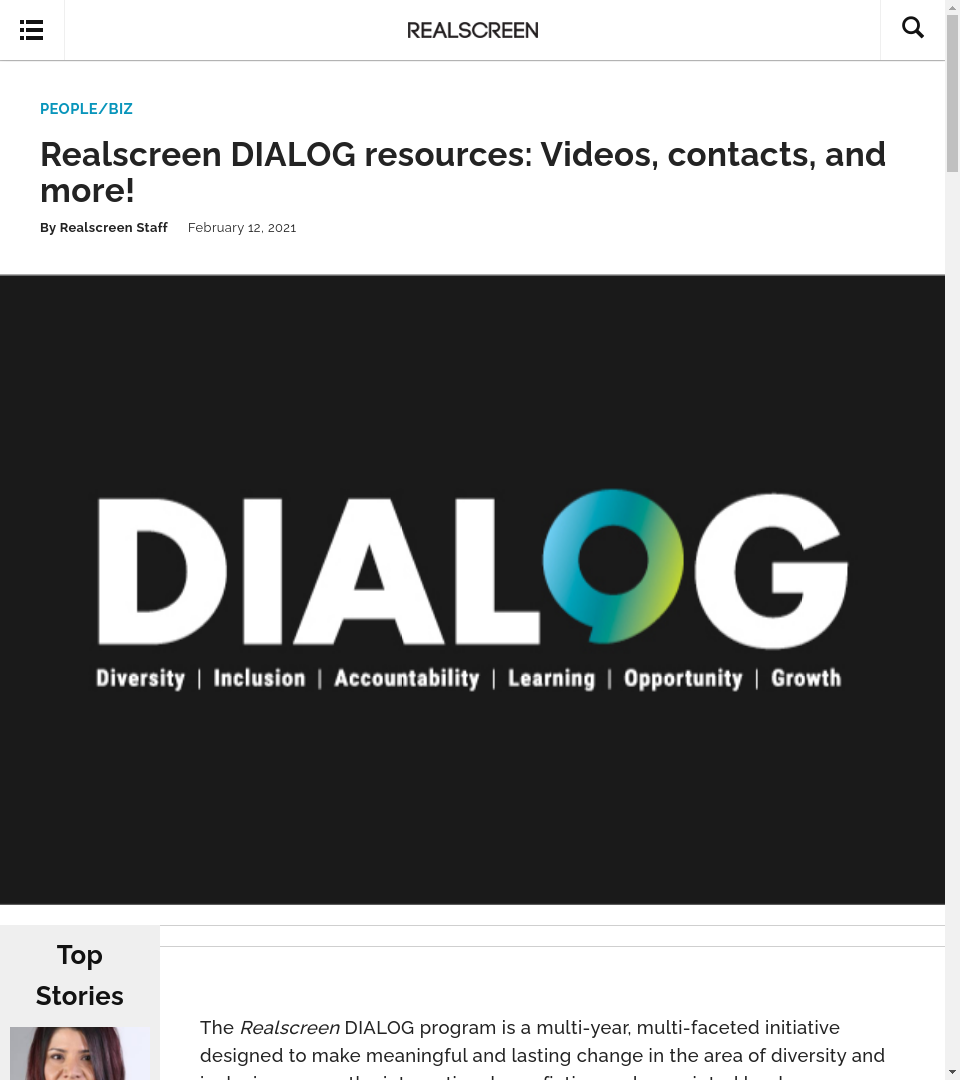 REALSCREEN
PEOPLE/BIZ
Realscreen DIALOG resources: Videos, contacts, and
more!
By Realscreen Staff February 12, 2021
DIALOG
Diversity | Inclusion | Accountability | Learning | Opportunity | Growth
Top
Stories
The Realscreen DIALOG program is a multi-year, multi-faceted initiative
designed to make meaningful and lasting change in the area of diversity and